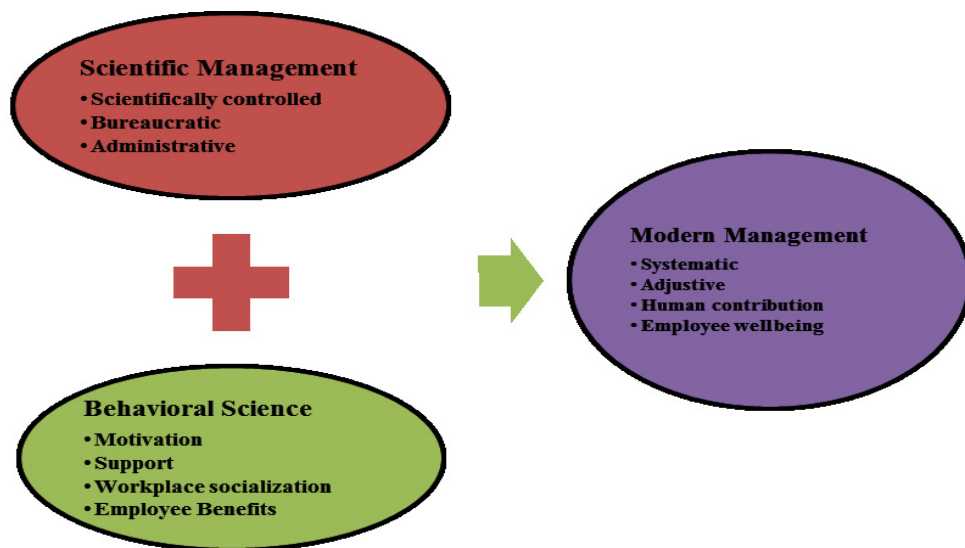 Scientific Management
• Scientifically controlled
• Bureaucratic
• Administrative
Behavioral Science
• Motivation
• Support
• Workplace socialization
• Employee Benefits
Modern Management
• Systematic
• Adjustive
• Human contribution
• Employee wellbeing